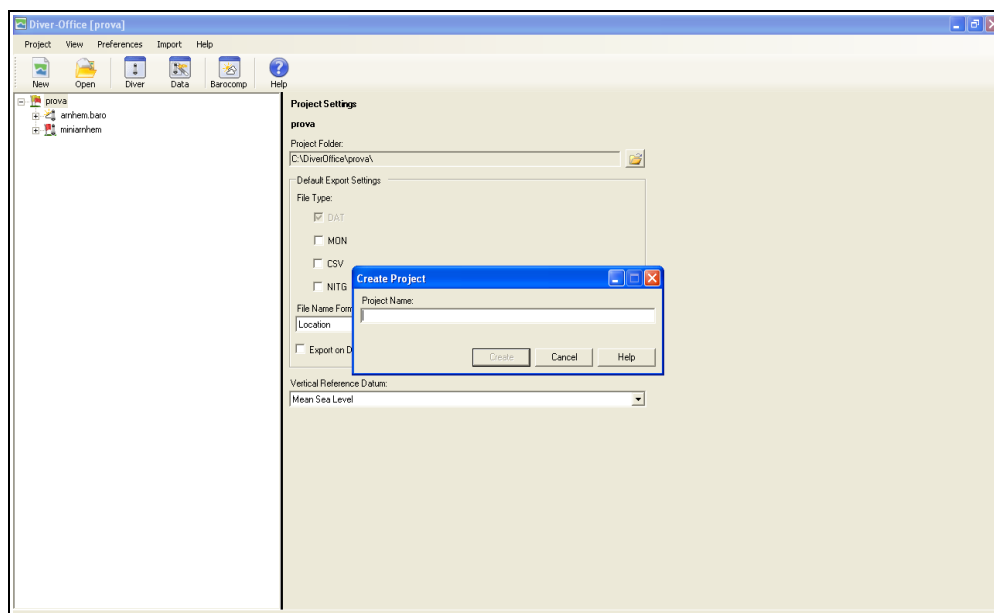 Diver-Office [prova]
Project View Preferences Import Help
New Open Diver Data Barocomp Help
prova
arnhem.baro
miniarnhem
Project Settings
prova
Project Folder:
C:\DiverOffice\prova\
Default Export Settings
File Type:
DAT
MON
CSV
NITG
File Name Form
Location
Export on D
Create Project
Project Name:
Create Cancel Help
Vertical Reference Datum:
Mean Sea Level